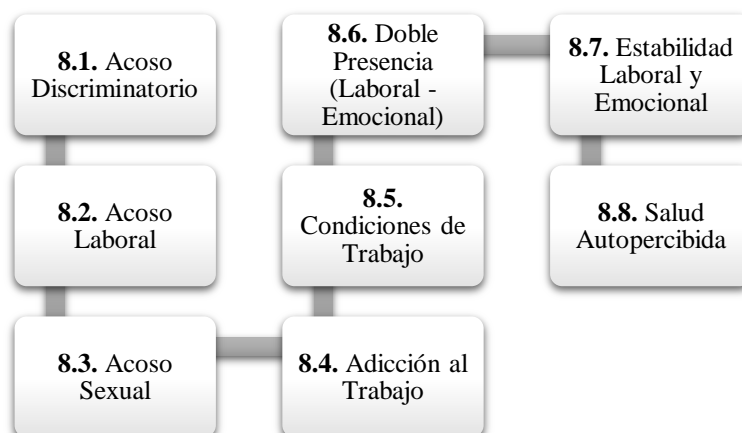 8.1. Acoso
Discriminatorio
8.2. Acoso
Laboral
8.3. Acoso
Sexual
8.4. Adicción al
Trabajo
8.5.
Condiciones de
Trabajo
8.6. Doble
Presencia
(Laboral -
Emocional)
8.7. Estabilidad
Laboral y
Emocional
8.8. Salud
Autopercibida